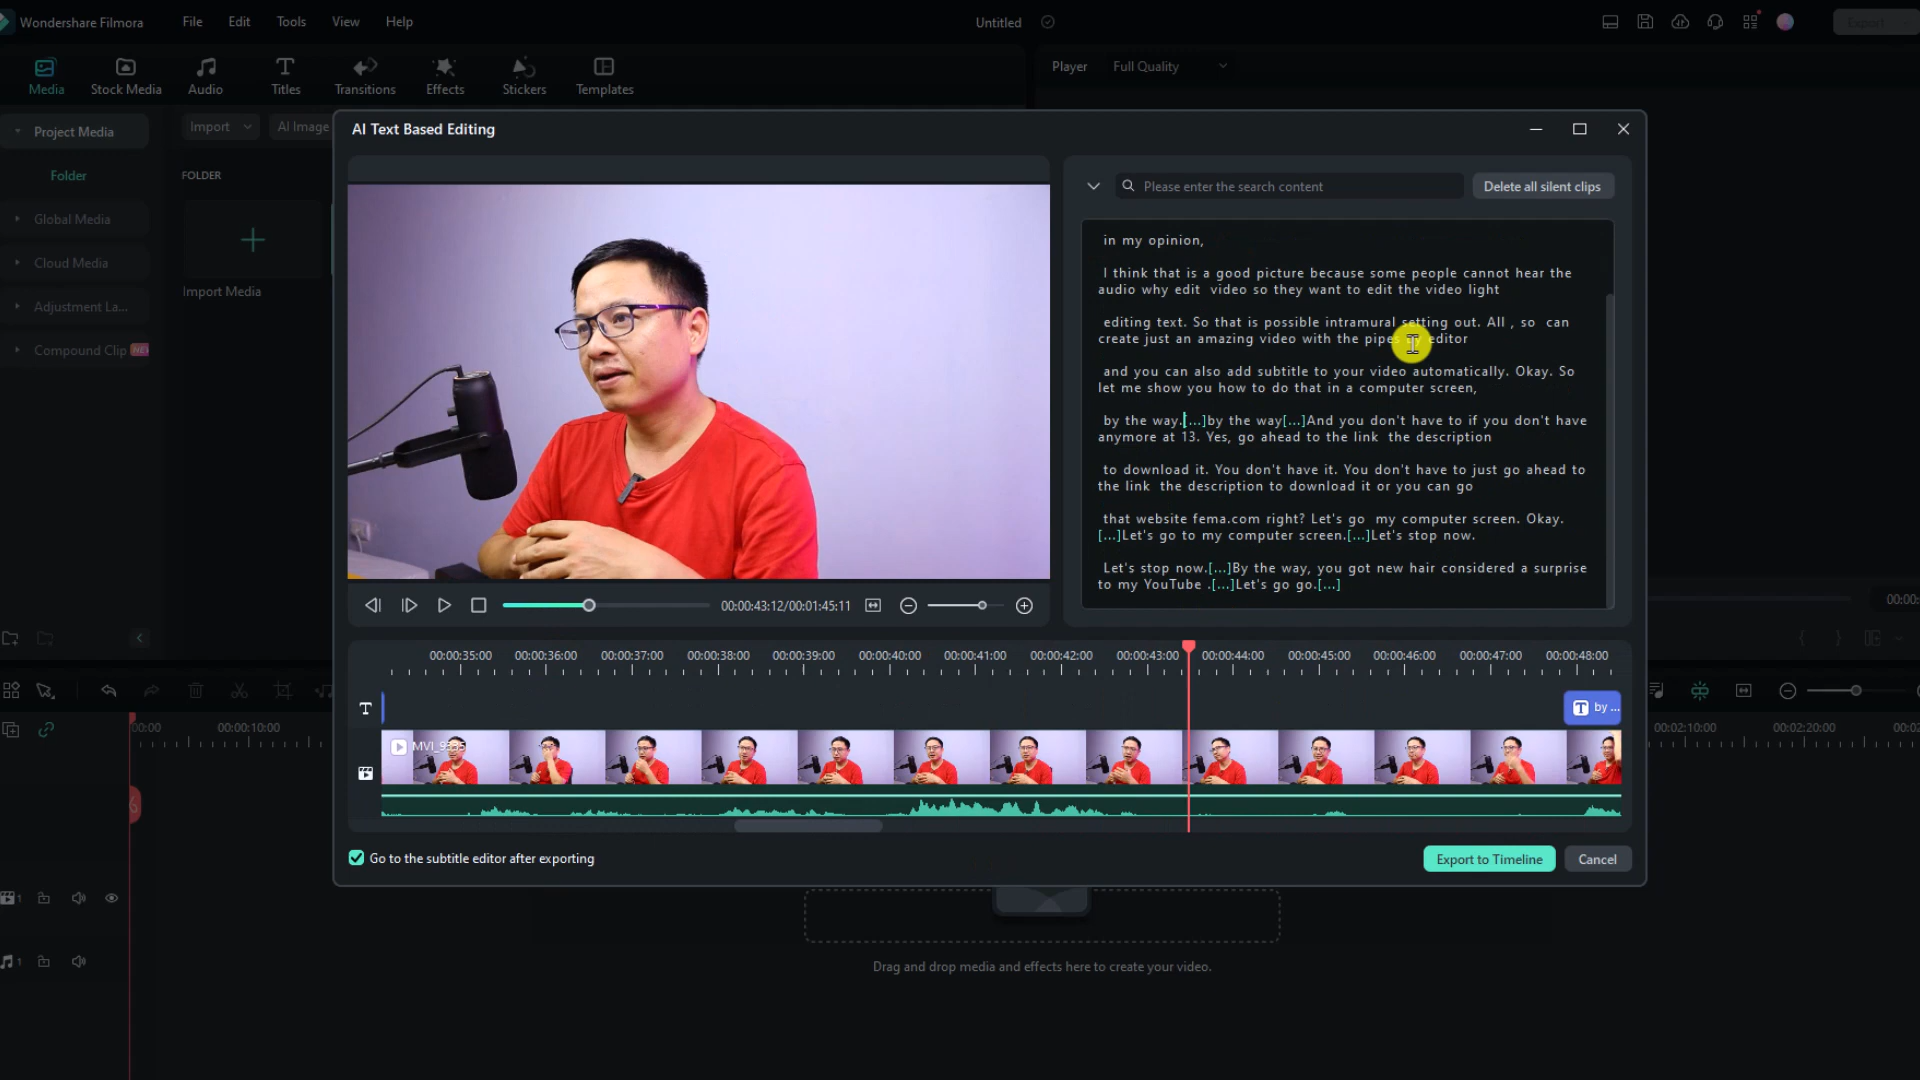 Wondershare Filmora File Edit Tools View Help Untitled Export
Media Stock Media Audio Titles Transitions Effects Stickers Templates
Player Full Quality
Project Media
Folder
Global Media
Cloud Media
Adjustment La...
Compound Clip NEW
Import AI Image
FOLDER
Import Media
AI Text Based Editing
Please enter the search content
Delete all silent clips
in my opinion,
I think that is a good picture because some people cannot hear the
audio why edit video so they want to edit the video light
editing text. So that is possible intramural setting out. All , so can
create just an amazing video with the pipes by editor
and you can also add subtitle to your video automatically. Okay. So
let me show you how to do that in a computer screen,
by the way.[...]by the way[...]And you don't have to if you don't have
anymore at 13. Yes, go ahead to the link the description
to download it. You don't have it. You don't have to just go ahead to
the link the description to download it or you can go
that website fema.com right? Let's go my computer screen. Okay.
[...]Let's go to my computer screen.[...]Let's stop now.
Let's stop now.[...]By the way, you got new hair considered a surprise
to my YouTube .[...]Let's go go.[...]
00:00:43:12/00:01:45:11
00:00:
00:00:35:00 00:00:36:00 00:00:37:00 00:00:38:00 00:00:39:00 00:00:40:00 00:00:41:00 00:00:42:00 00:00:43:00 00:00:44:00 00:00:45:00 00:00:46:00 00:00:47:00 00:00:48:00
T
T by ...
MVI_9335
Go to the subtitle editor after exporting
Export to Timeline
Cancel
00:00 00:00:10:00 00:02:10:00 00:02:20:00 00:02
1
1
Drag and drop media and effects here to create your video.